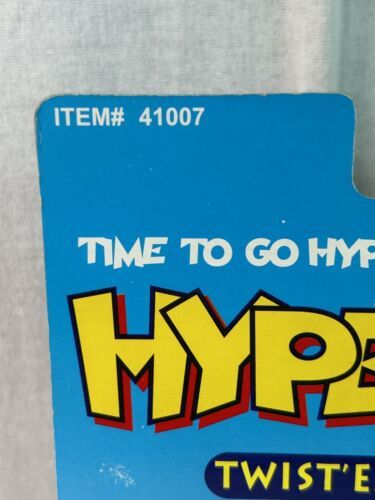 ITEM# 41007
TIME TO GO HYP
HYPE
TWIST'E